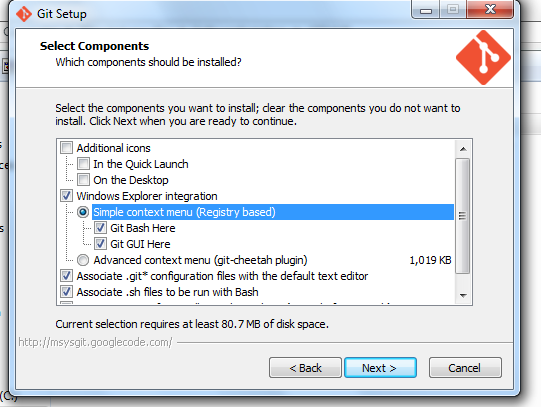 Git Setup
Select Components
Which components should be installed?
Select the components you want to install; clear the components you do not want to
install. Click Next when you are ready to continue.
Additional icons
In the Quick Launch
On the Desktop
Windows Explorer integration
Simple context menu (Registry based)
Git Bash Here
Git GUI Here
Advanced context menu (git-cheetah plugin) 1,019 KB
Associate .git* configuration files with the default text editor
Associate .sh files to be run with Bash
Current selection requires at least 80.7 MB of disk space.
http://msysgit.googlecode.com/
< Back Next > Cancel
(C:)